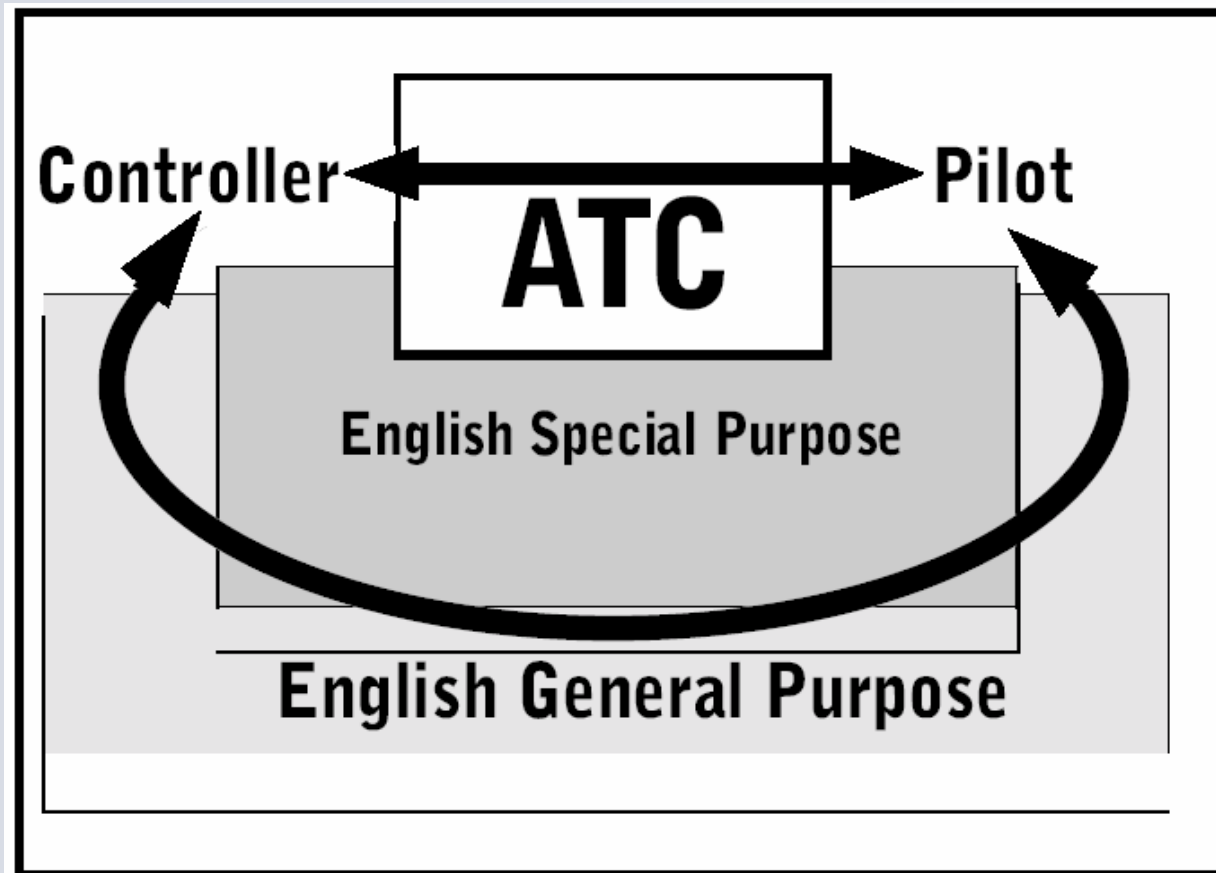 Controller
Pilot
ATC
English Special Purpose
English General Purpose